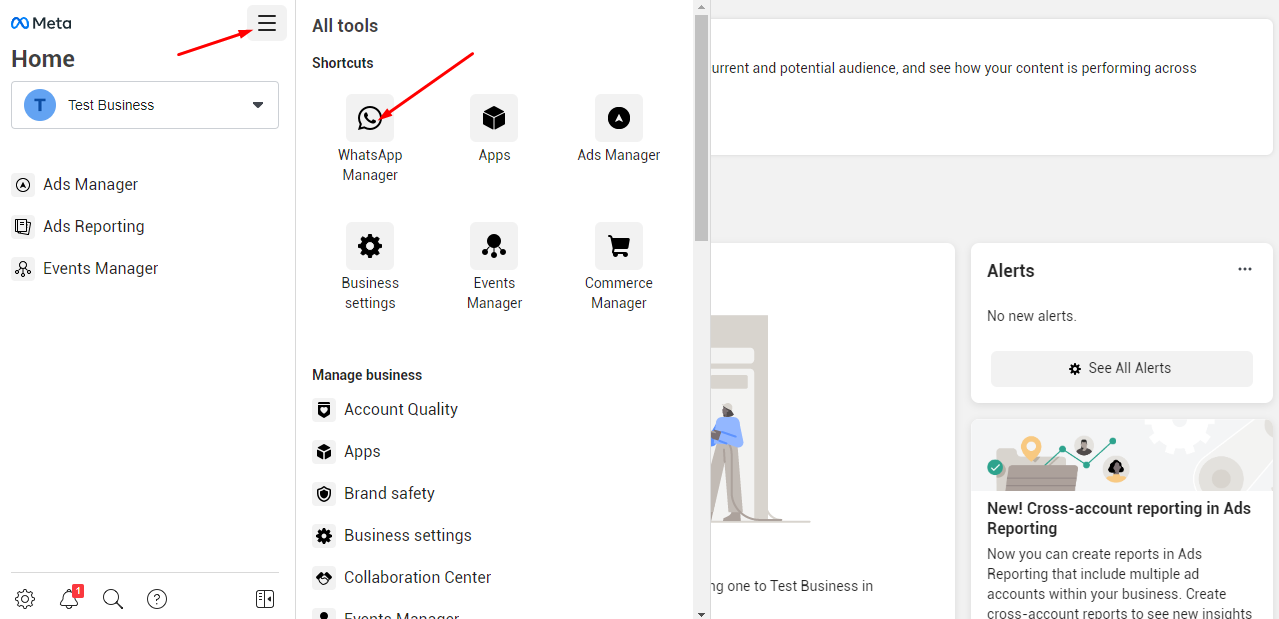 Meta
Home
T
Test Business
Ads Manager
Ads Reporting
Events Manager
1
All tools
Shortcuts
WhatsApp
Manager
Apps
Ads Manager
Business
settings
Events
Manager
Commerce
Manager
Manage business
Account Quality
Apps
Brand safety
Business settings
Collaboration Center
Events Manager
urrent and potential audience, and see how your content is performing across
ng one to Test Business in
Alerts
No new alerts.
See All Alerts
New! Cross-account reporting in Ads
Reporting
Now you can create reports in Ads
Reporting that include multiple ad
accounts within your business. Create
cross-account reports to see new insights